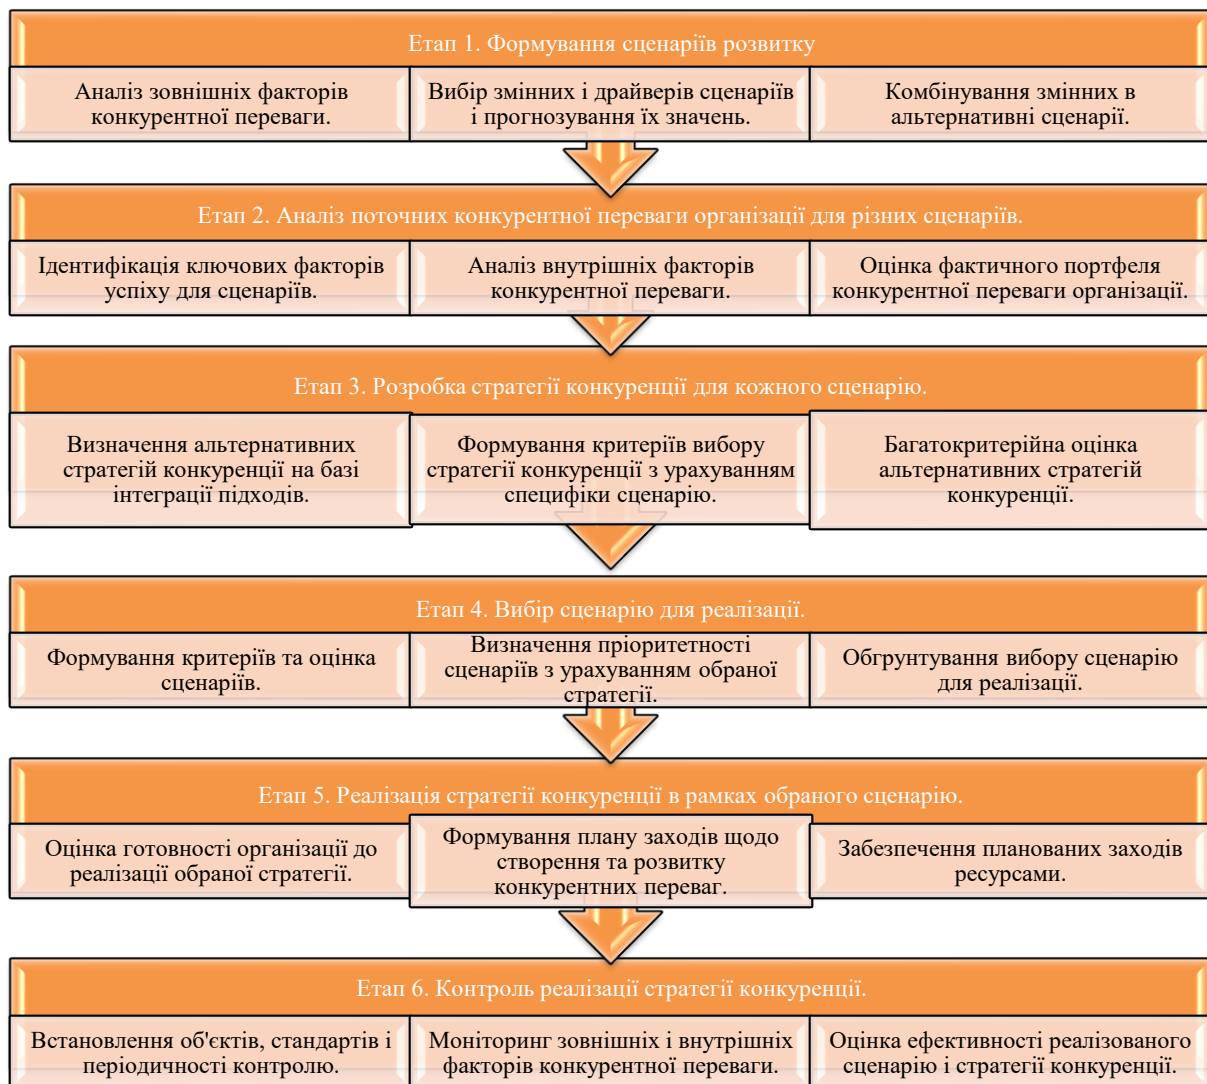 Етап 1. Формування сценаріїв розвитку
Аналіз зовнішніх факторів
конкурентної переваги.
Вибір змінних і драйверів сценаріїв
і прогнозування їх значень.
Комбінування змінних в
альтернативні сценарії.
Етап 2. Аналіз поточних конкурентної переваги організації для різних сценаріїв.
Ідентифікація ключових факторів
успіху для сценаріїв.
Аналіз внутрішніх факторів
конкурентної переваги.
Оцінка фактичного портфеля
конкурентної переваги організації.
Етап 3. Розробка стратегії конкуренції для кожного сценарію.
Визначення альтернативних
стратегій конкуренції на базі
інтеграції підходів.
Формування критеріїв вибору
стратегії конкуренції з урахуванням
специфіки сценарію.
Багатокритерійна оцінка
альтернативних стратегій
конкуренції.
Етап 4. Вибір сценарію для реалізації.
Формування критеріїв та оцінка
сценаріїв.
Визначення пріоритетності
сценаріїв з урахуванням обраної
стратегії.
Обгрунтування вибору сценарію
для реалізації.
Етап 5. Реалізація стратегії конкуренції в рамках обраного сценарію.
Оцінка готовності організації до
реалізації обраної стратегії.
Формування плану заходів щодо
створення та розвитку
конкурентних переваг.
Забезпечення планованих заходів
ресурсами.
Етап 6. Контроль реалізації стратегії конкуренції.
Встановлення об'єктів, стандартів і
періодичності контролю.
Моніторинг зовнішніх і внутрішніх
факторів конкурентної переваги.
Оцінка ефективності реалізованого
сценарію і стратегії конкуренції.